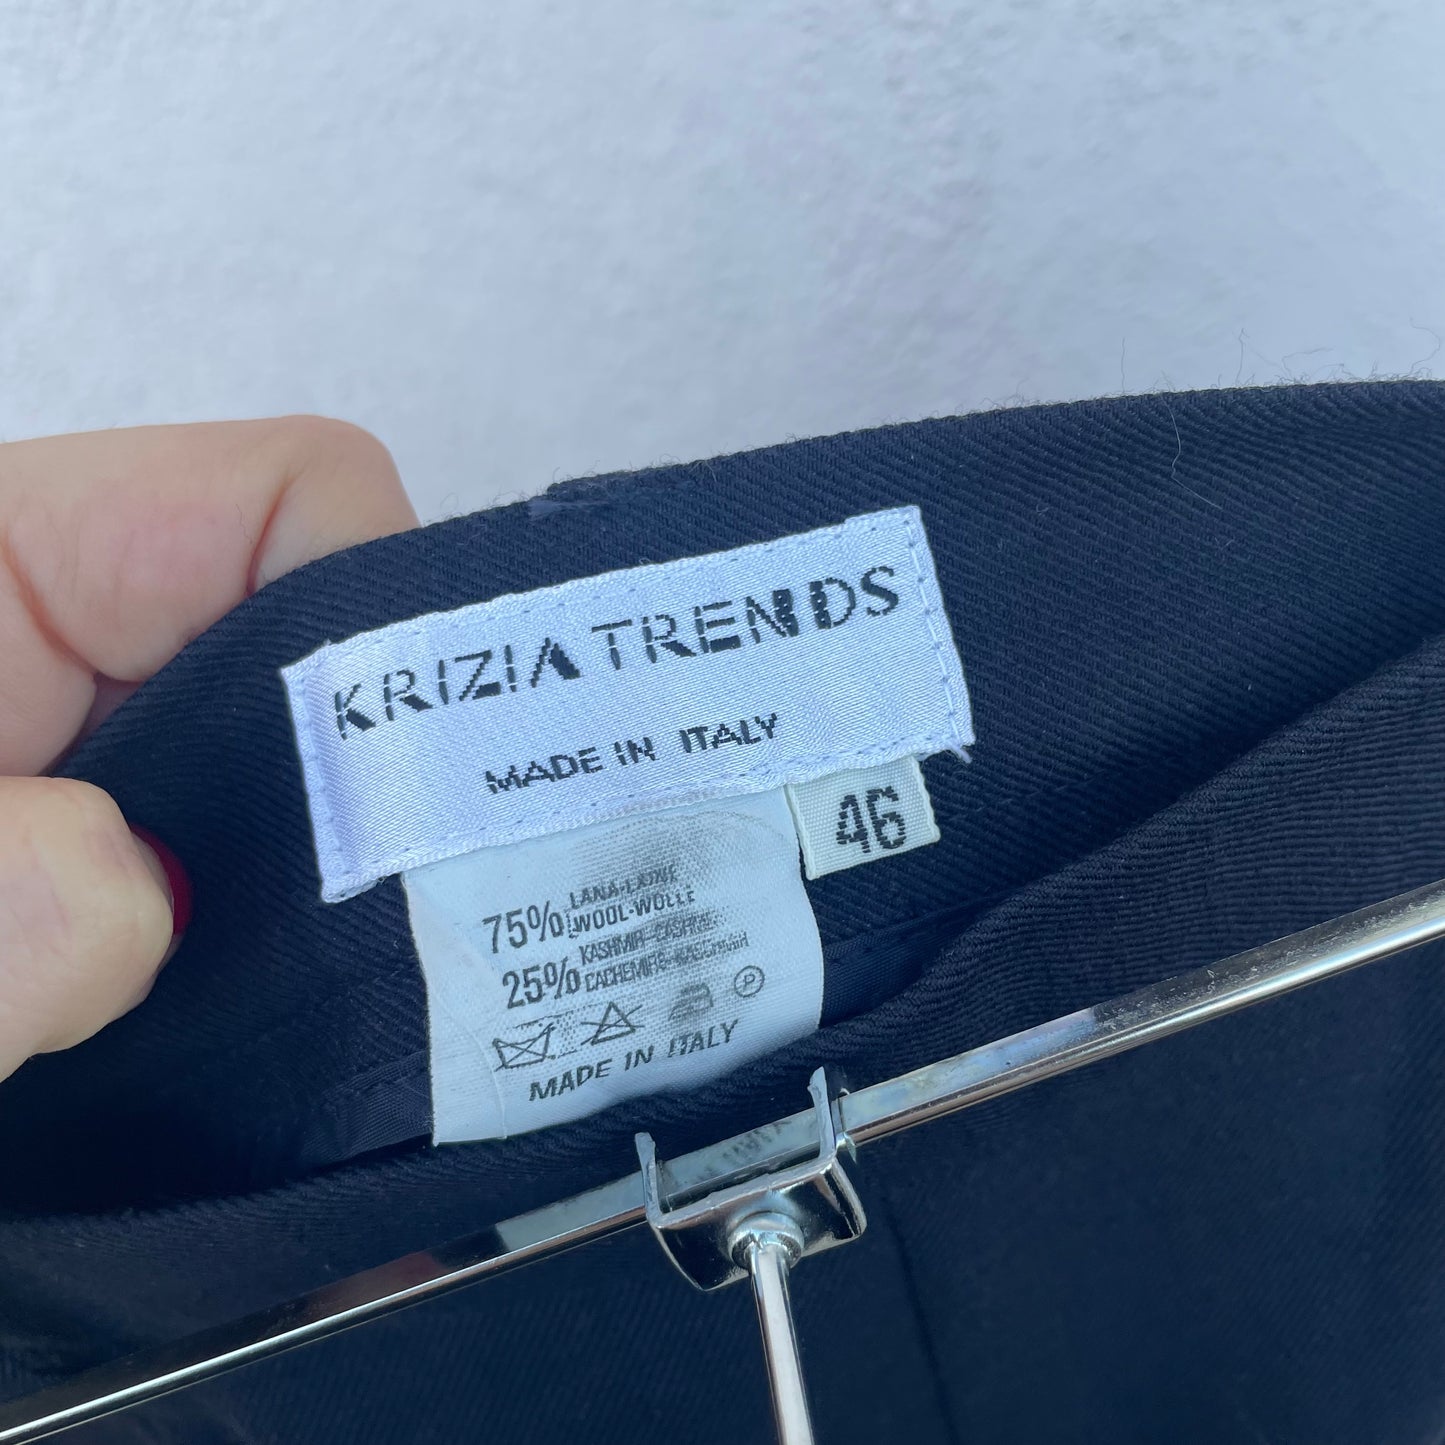 KRIZIA TRENDS
MADE IN ITALY
46
75% LANA-LAINE
WOOL-WOLLE
25% KASHMIR-CASHMERE
CACHEMIRE-KASCHMIR
P
MADE IN ITALY